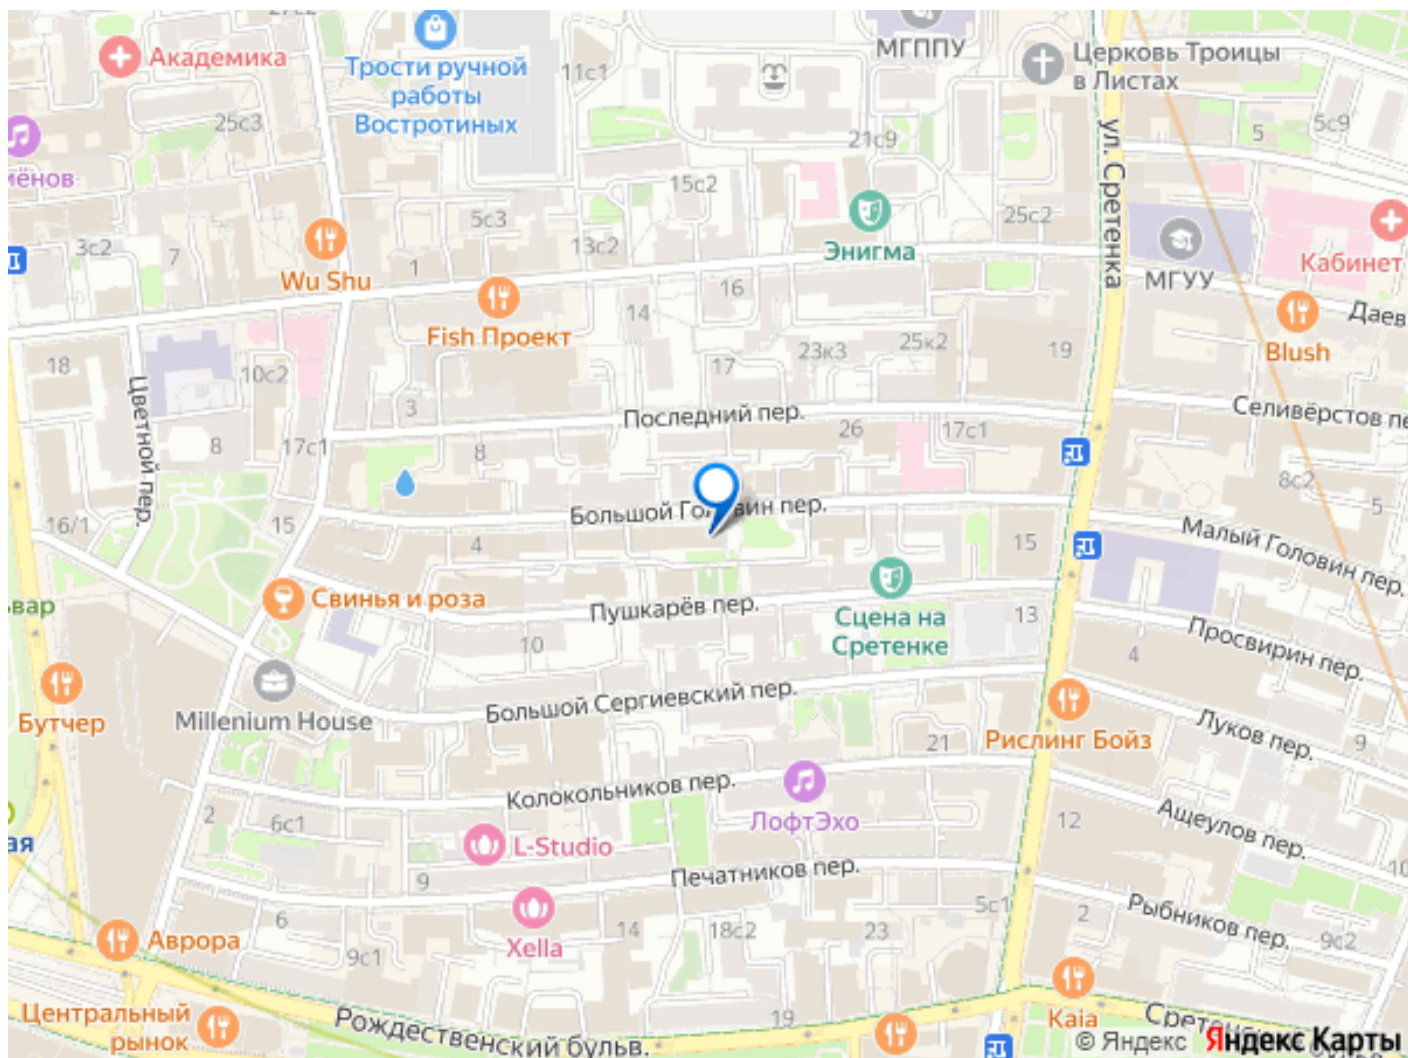 27с2
Академика
Трости ручной
работы
Востротиных
11с1
МГППУ
Церковь Троицы
в Листах
25с3
5
5с9
21с9
ул. Сретенка
15с2
5с3
25с2
13с2
3с2
7
1
Wu Shu
Энигма
МГУУ
Кабинет
Fish Проект
14
16
Blush
18
10с2
Цветной пер.
23к3
25к2
19
17
3
Последний пер.
Селивёрстов
8
17с1
8
26
17с1
8с2
5
16/1
15
Большой Головин пер.
4
15
Малый Головин пер.
Свинья и роза
Пушкарёв пер.
Сцена на
Сретенке
13
10
4
Просвирин пер.
Бутчер
Millenium House
Большой Сергиевский пер.
21
Рислинг Бойз
Луков пер.
9
Колокольников пер.
ЛофтЭхо
2
6с1
L-Studio
12
Ащеулов пер.
10
9
Печатников пер.
5с1
2
Рыбников пер.
6
Аврора
9с1
Xella
14
18с2
23
9с2
Центральный
рынок
Рождественский бульв.
19
Kaia
© Яндекс Яндекс Карты